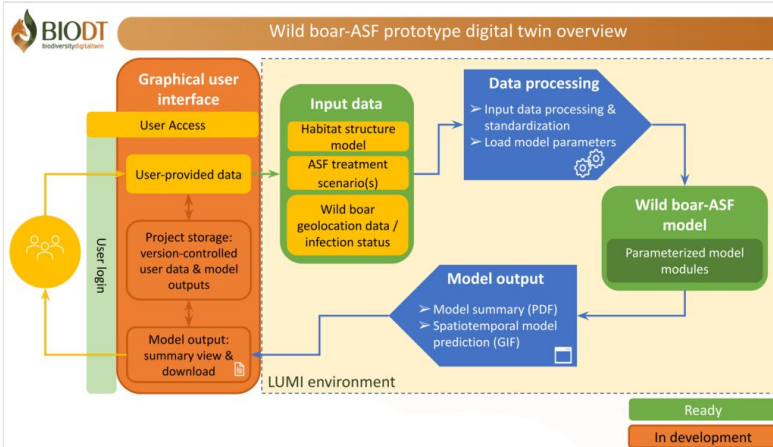 BIODT
biodiversitydigitaltwin
Wild boar-ASF prototype digital twin overview
Graphical user
interface
User Access
User login
User-provided data
Project storage:
version-controlled
user data & model
outputs
Model output:
summary view &
download
Input data
Habitat structure
model
ASF treatment
scenario(s)
Wild boar
geolocation data /
infection status
Data processing
➢ Input data processing &
standardization
➢ Load model parameters
Wild boar-ASF
model
Parameterized model
modules
Model output
➢ Model summary (PDF)
➢ Spatiotemporal model
prediction (GIF)
LUMI environment
Ready
In development